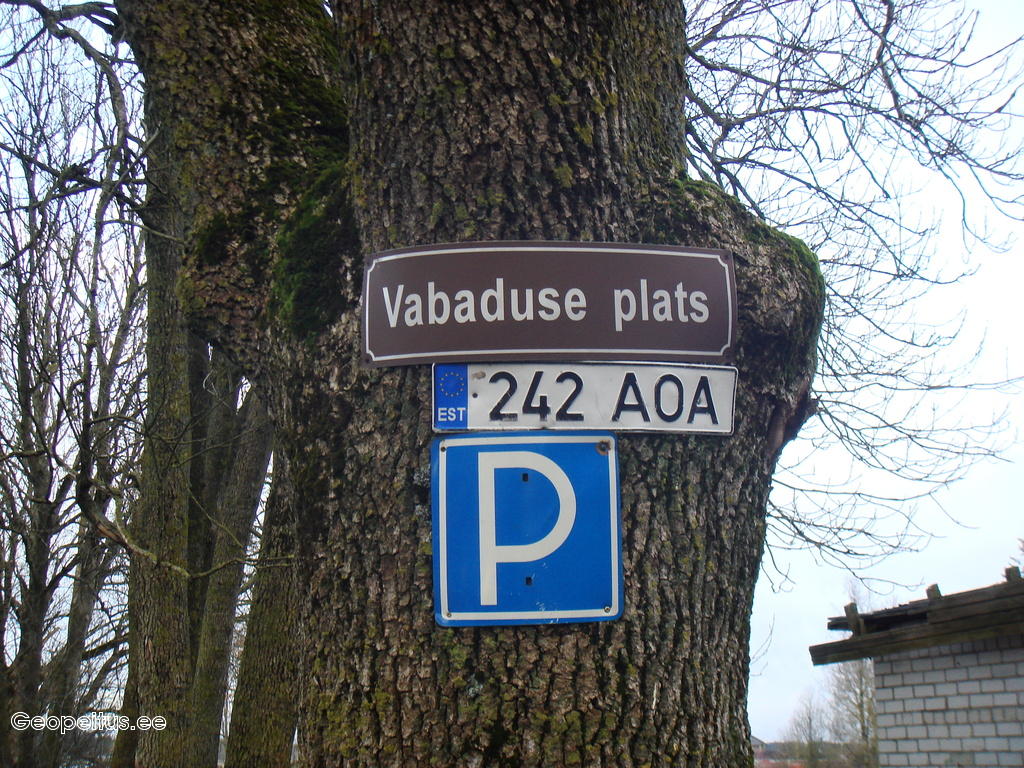 Vabaduse plats
EST 242 AOA
P
Geopeitus.ee